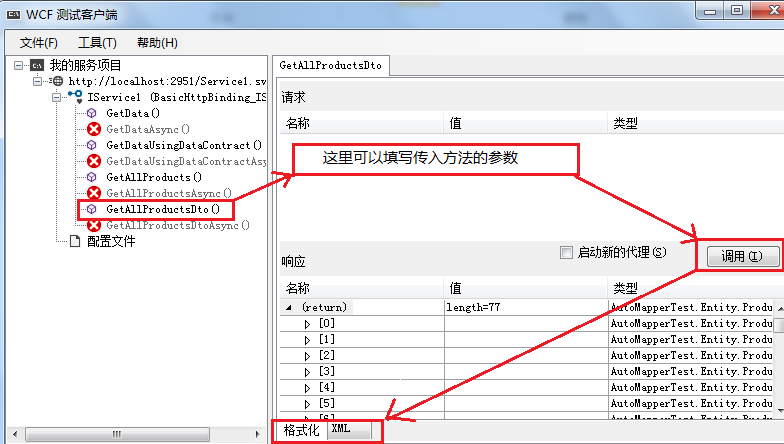 WCF 测试客户端
文件(F) 工具(T) 帮助(H)
我的服务项目
http://localhost:2951/Service1.sv
IService1 (BasicHttpBinding_IS
GetData()
GetDataAsync()
GetDataUsingDataContract()
GetDataUsingDataContractAsy
GetAllProducts()
GetAllProductsAsync()
GetAllProductsDto()
GetAllProductsDtoAsync()
配置文件
GetAllProductsDto
请求
名称 值 类型
这里可以填写传入方法的参数
响应 启动新的代理(S) 调用(I)
名称 值 类型
(return) length=77 AutoMapperTest.Entity.Produ
[0] AutoMapperTest.Entity.Produ
[1] AutoMapperTest.Entity.Produ
[2] AutoMapperTest.Entity.Produ
[3] AutoMapperTest.Entity.Produ
[4] AutoMapperTest.Entity.Produ
[5] AutoMapperTest.Entity.Produ
格式化 XML